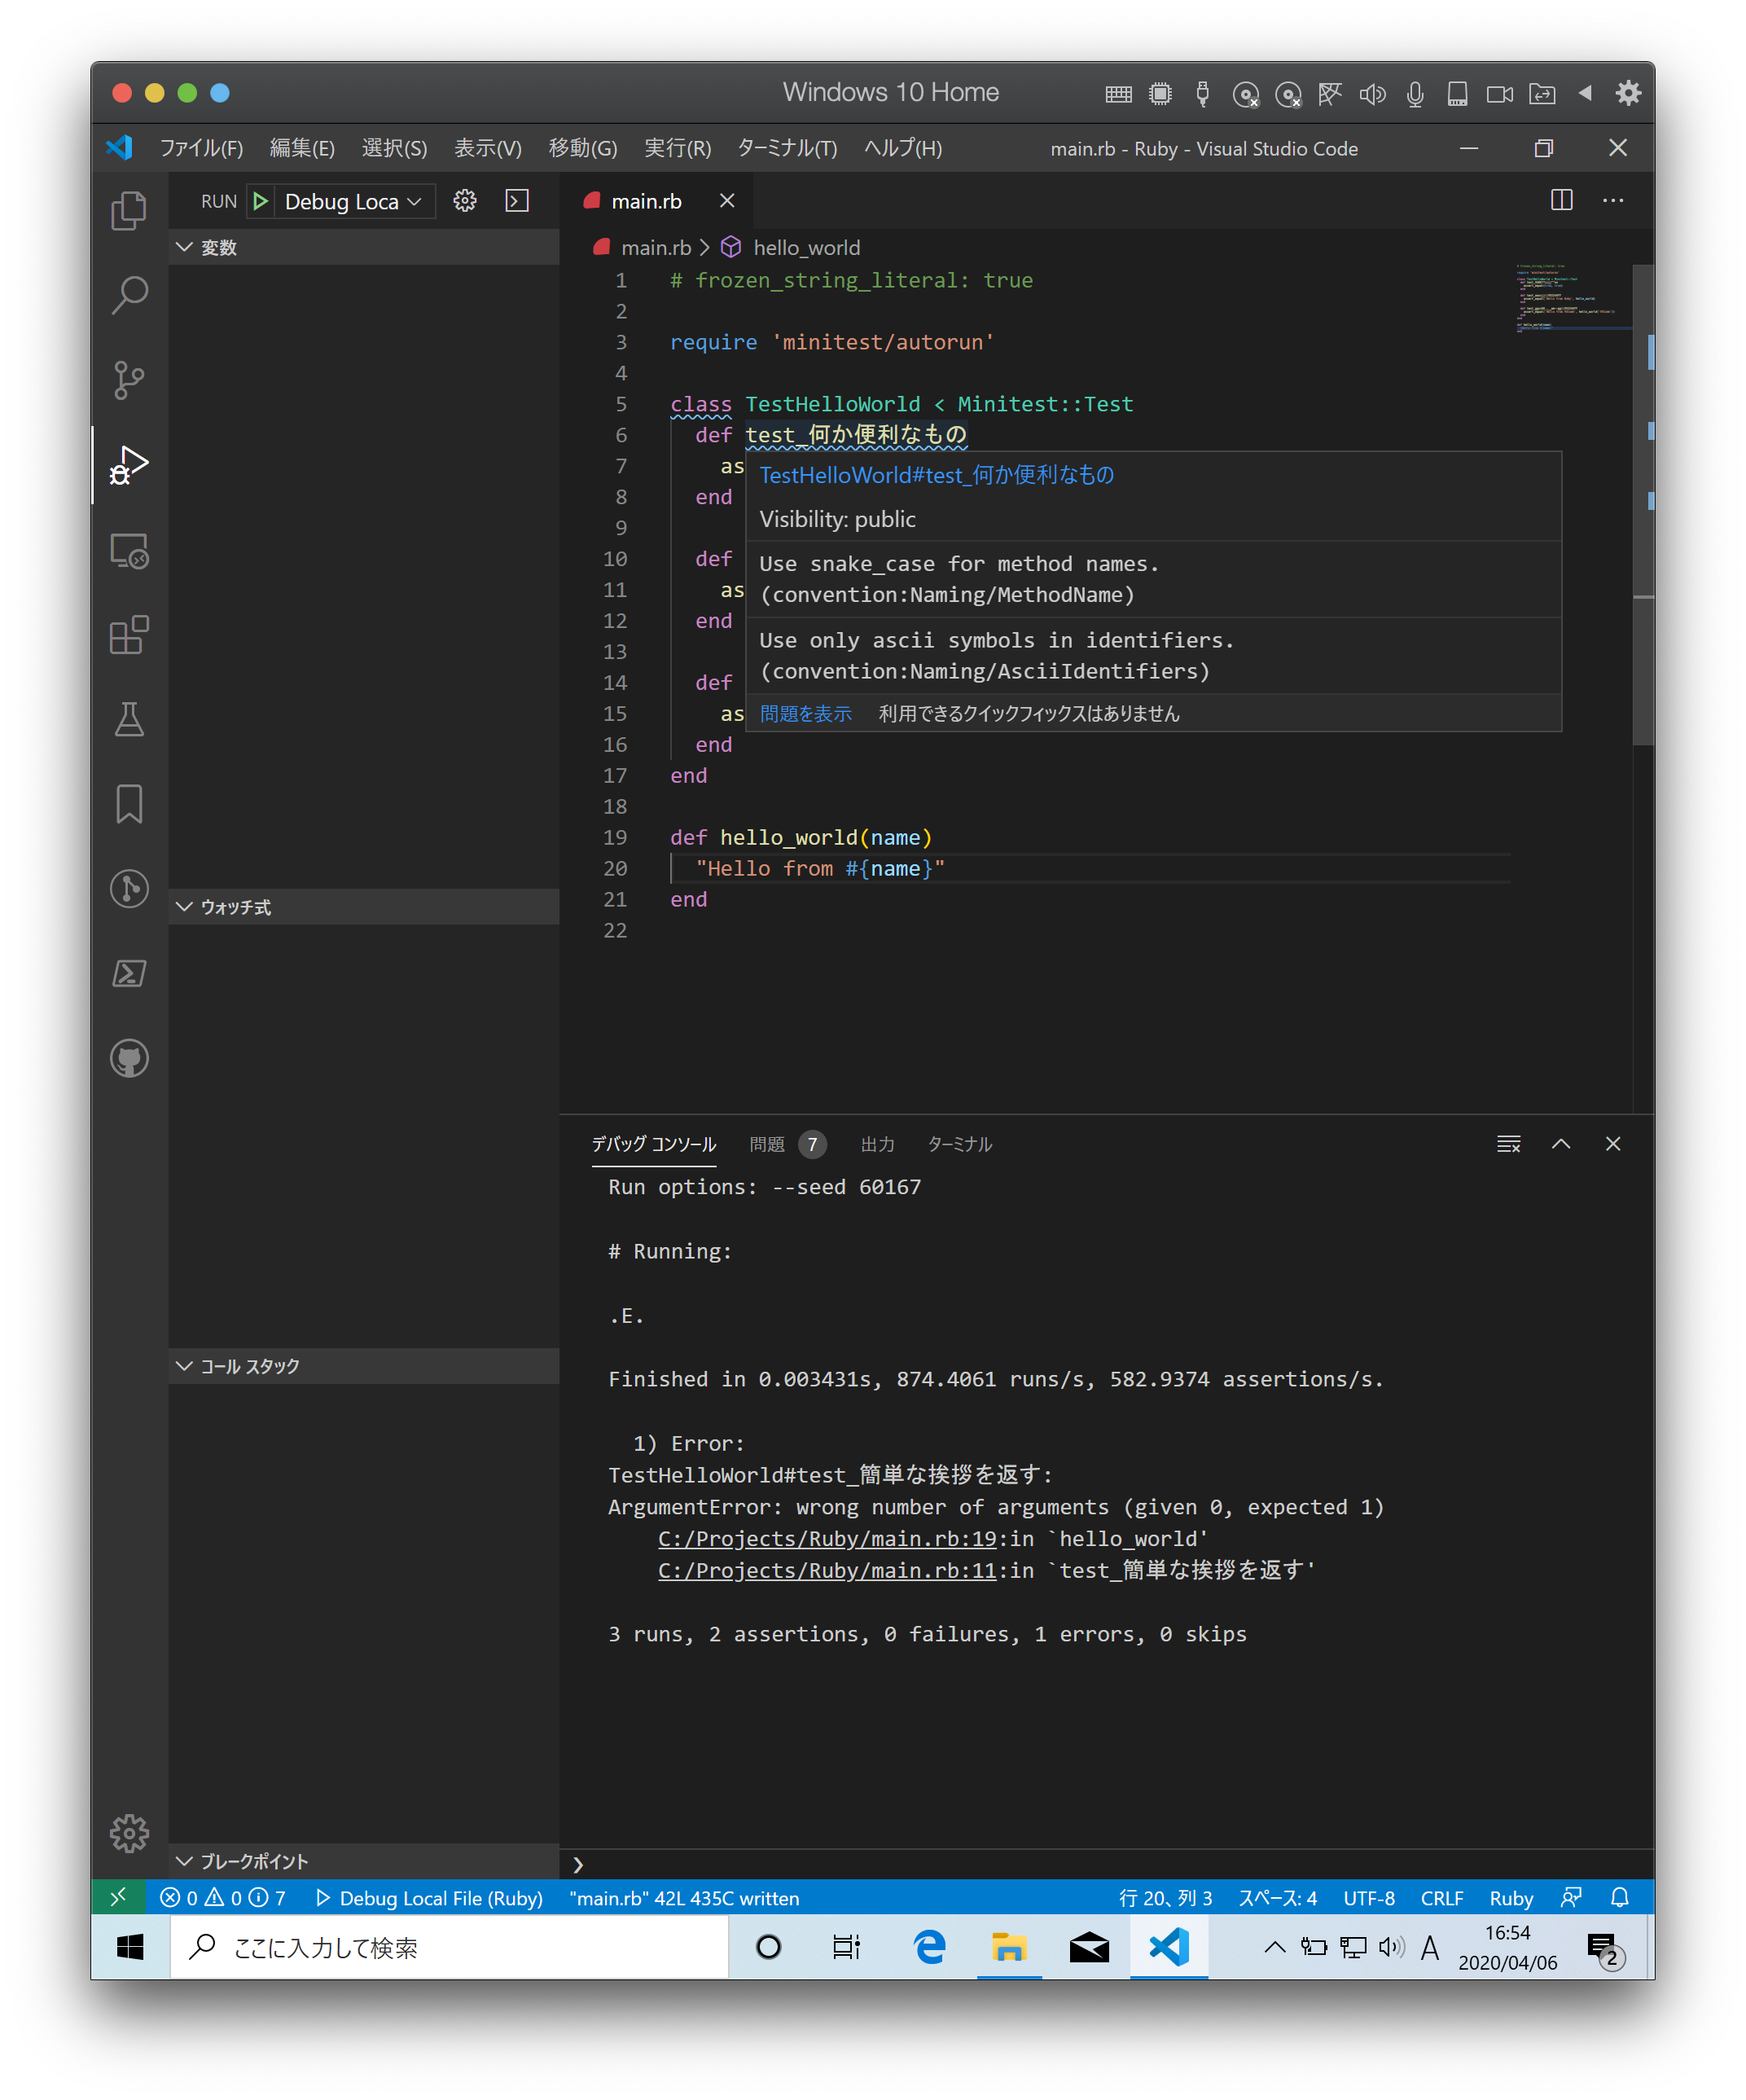 Windows 10 Home
ファイル(F) 編集(E) 選択(S) 表示(V) 移動(G) 実行(R) ターミナル(T) ヘルプ(H) main.rb - Ruby - Visual Studio Code
RUN Debug Loca
main.rb
変数
main.rb > hello_world
1 # frozen_string_literal: true
2
3 require 'minitest/autorun'
4
5 class TestHelloWorld < Minitest::Test
6 def test_何か便利なもの
7 as
8 end
9
10 def
11 as
12 end
13
14 def
15 as
16 end
17 end
18
19 def hello_world(name)
20 "Hello from #{name}"
21 end
22
TestHelloWorld#test_何か便利なもの
Visibility: public
Use snake_case for method names.
(convention:Naming/MethodName)
Use only ascii symbols in identifiers.
(convention:Naming/AsciiIdentifiers)
問題を表示 利用できるクイックフィックスはありません
ウォッチ式
コール スタック
ブレークポイント
デバッグ コンソール 問題 7 出力 ターミナル
Run options: --seed 60167
# Running:
.E.
Finished in 0.003431s, 874.4061 runs/s, 582.9374 assertions/s.
1) Error:
TestHelloWorld#test_簡単な挨拶を返す:
ArgumentError: wrong number of arguments (given 0, expected 1)
C:/Projects/Ruby/main.rb:19:in `hello_world'
C:/Projects/Ruby/main.rb:11:in `test_簡単な挨拶を返す'
3 runs, 2 assertions, 0 failures, 1 errors, 0 skips
0 0 7 Debug Local File (Ruby) "main.rb" 42L 435C written 行 20、列 3 スペース: 4 UTF-8 CRLF Ruby
ここに入力して検索
A
16:54
2020/04/06
2